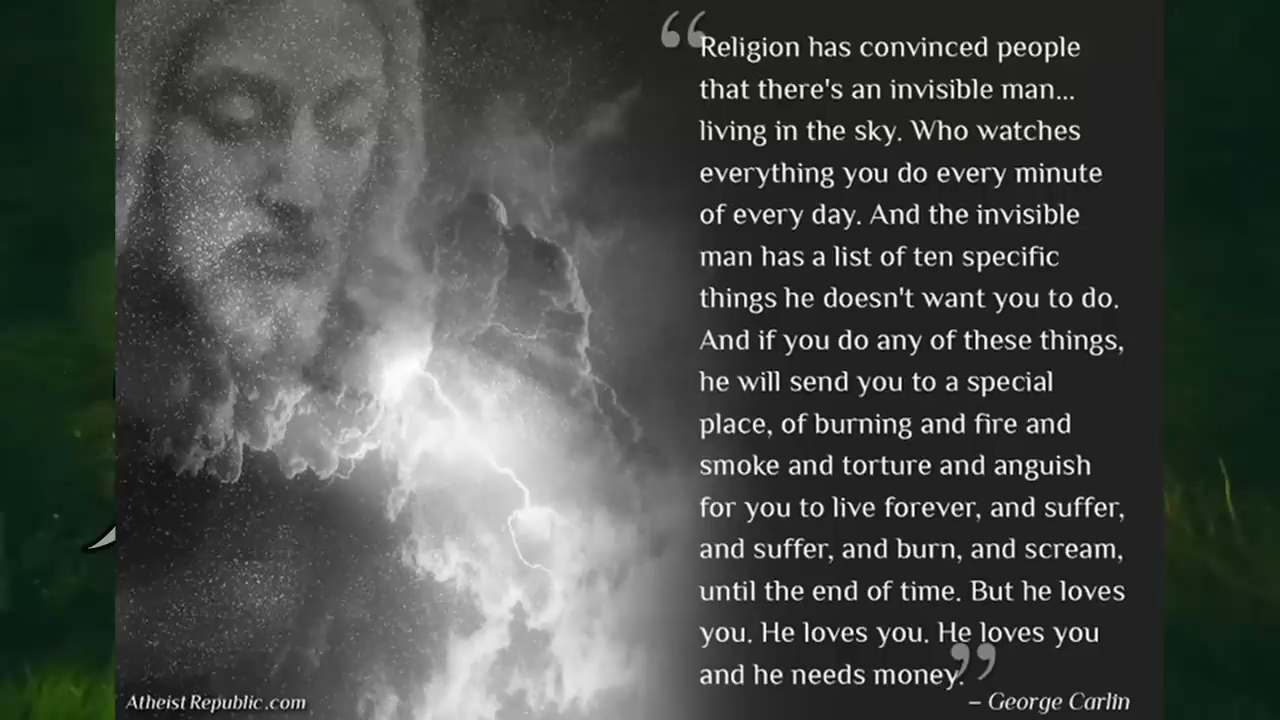 “Religion has convinced people
that there's an invisible man...
living in the sky. Who watches
everything you do every minute
of every day. And the invisible
man has a list of ten specific
things he doesn't want you to do.
And if you do any of these things,
he will send you to a special
place, of burning and fire and
smoke and torture and anguish
for you to live forever, and suffer,
and suffer, and burn, and scream,
until the end of time. But he loves
you. He loves you. He loves you
and he needs money.”
– George Carlin
AtheistRepublic.com